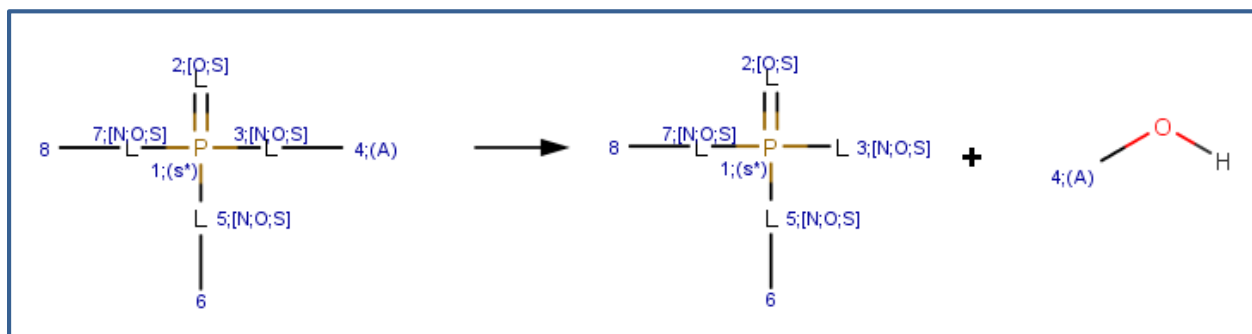 2;[O;S] 2;[O;S]
L L
7;[N;O;S] 3;[N;O;S] 7;[N;O;S] O
8 L P L 4;(A) 8 L P L 3;[N;O;S] + H
1;(s*) 1;(s*) 4;(A)
L 5;[N;O;S] L 5;[N;O;S]
6 6